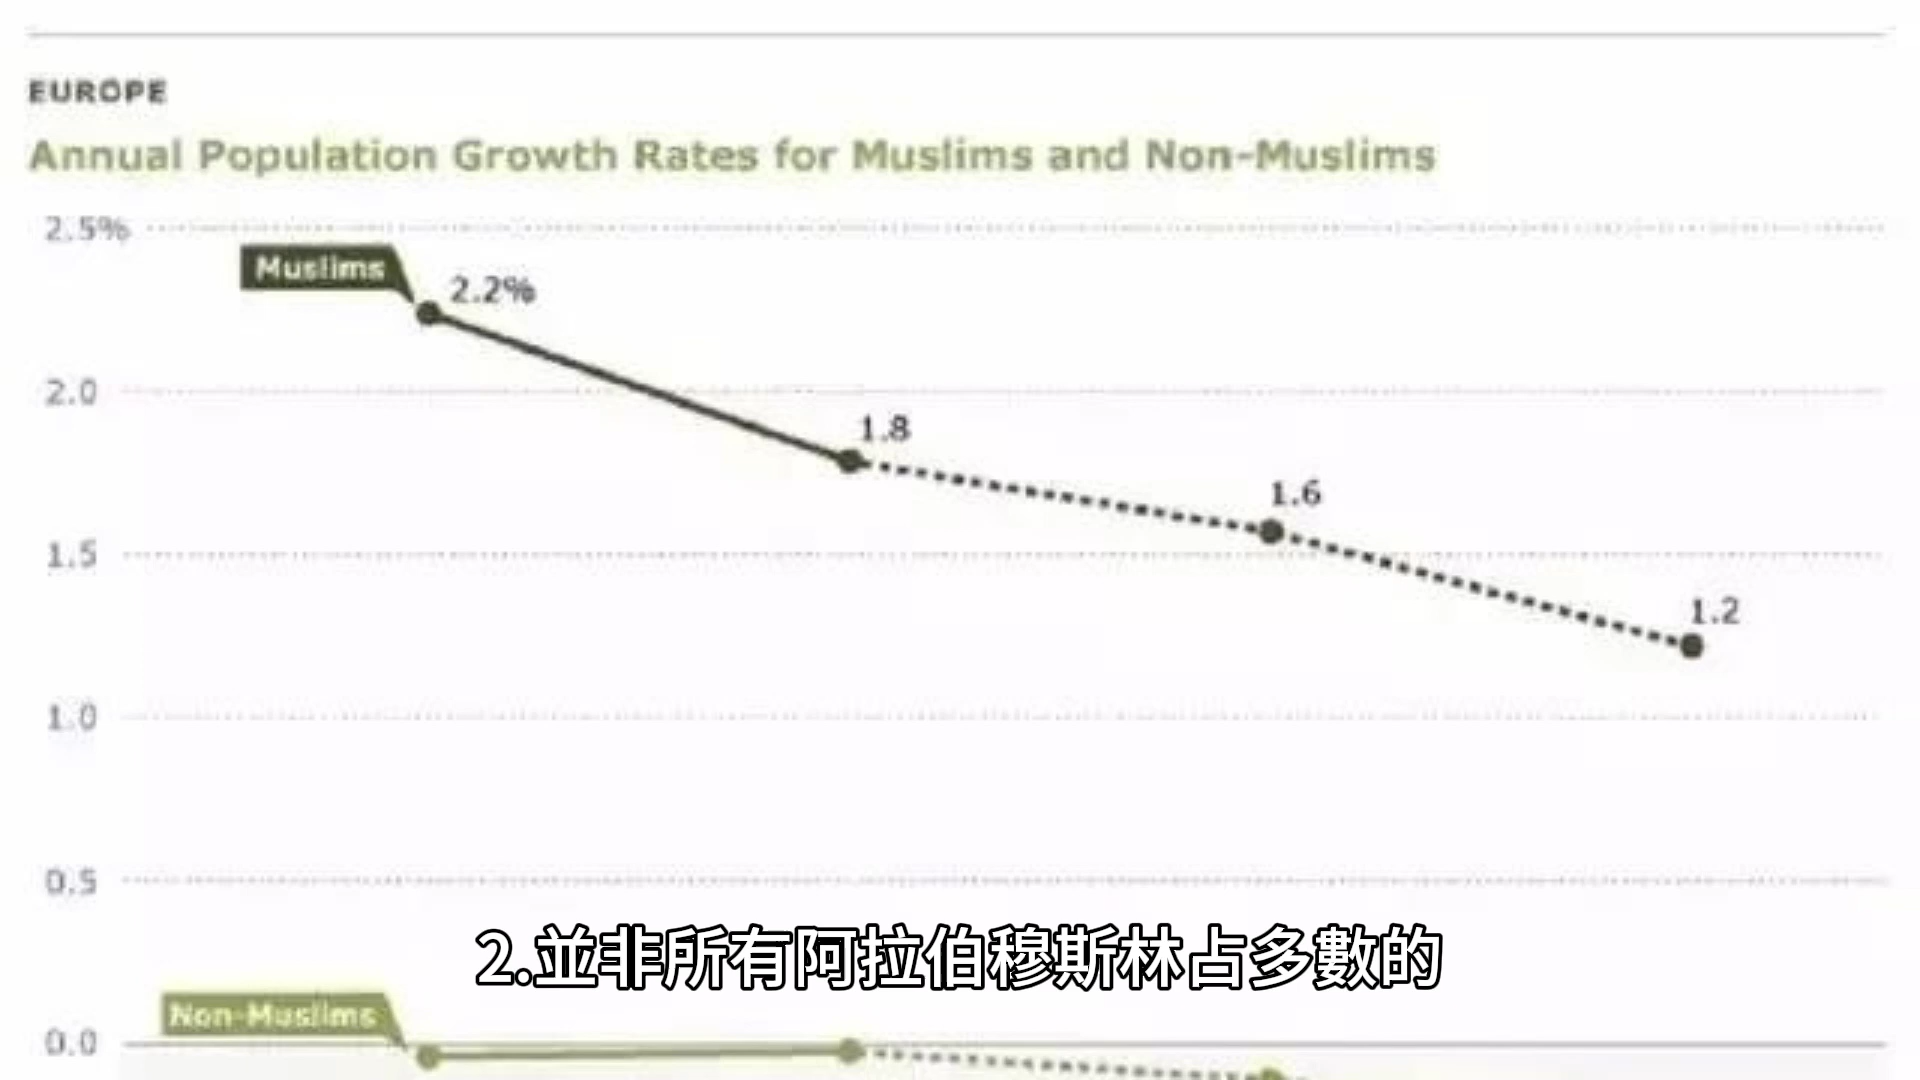 EUROPE
Annual Population Growth Rates for Muslims and Non-Muslims
2.5%
Muslims
2.2%
2.0
1.8
1.6
1.5
1.2
1.0
0.5
2.並非所有阿拉伯穆斯林占多數的
Non-Muslims
0.0